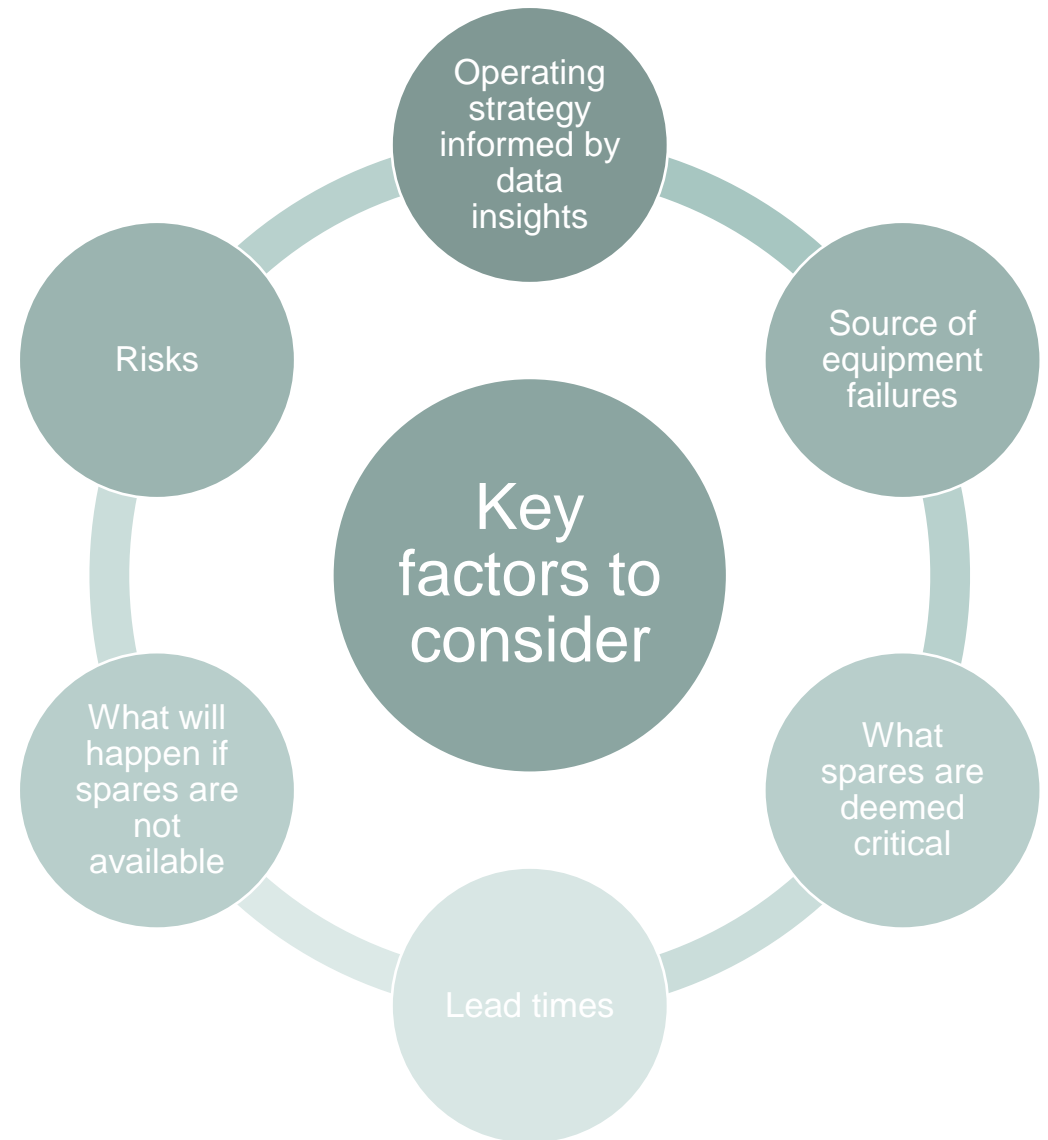 Operating
strategy
informed by
data
insights
Source of
equipment
failures
What
spares are
deemed
critical
Lead times
What will
happen if
spares are
not
available
Risks
Key
factors to
consider